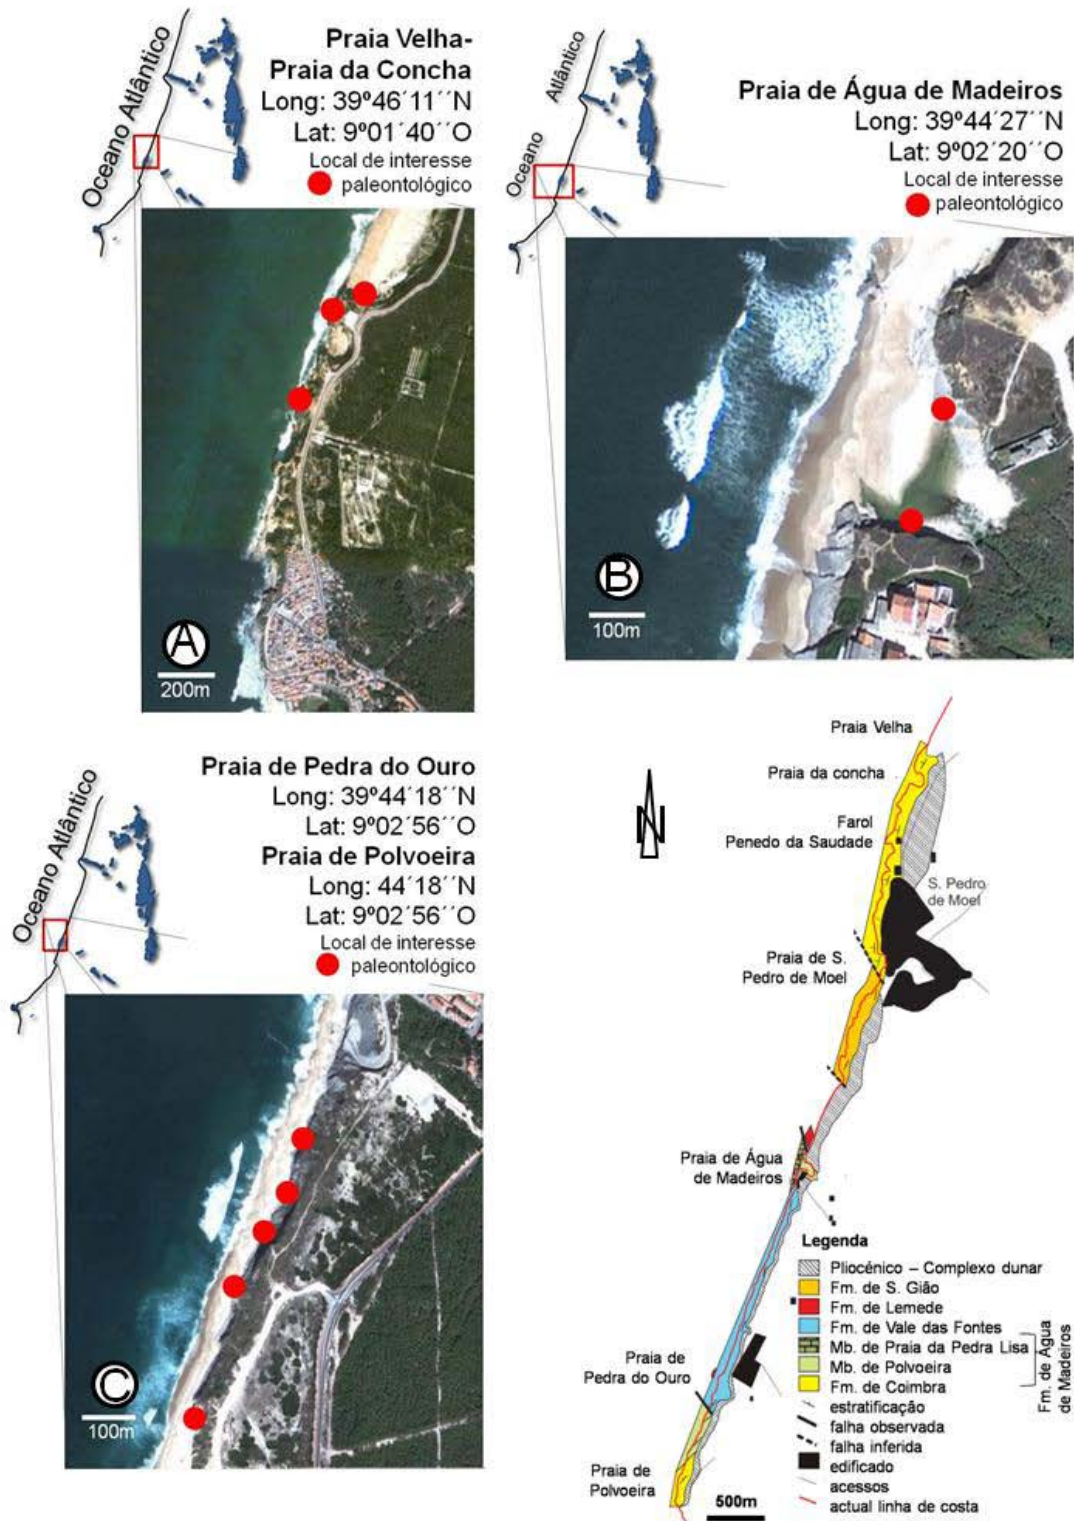 Oceano Atlântico
Praia Velha-
Praia da Concha
Long: 39º46´11´´N
Lat: 9º01´40´´O
Local de interesse
paleontológico
A
200m
Oceano Atlântico
Praia de Água de Madeiros
Long: 39º44´27´´N
Lat: 9º02´20´´O
Local de interesse
paleontológico
B
100m
Oceano Atlântico
Praia de Pedra do Ouro
Long: 39º44´18´´N
Lat: 9º02´56´´O
Praia de Polvoeira
Long: 44º18´´N
Lat: 9º02´56´´O
Local de interesse
paleontológico
C
100m
N
Praia Velha
Praia da concha
Farol
Penedo da Saudade
S. Pedro
de Moel
Praia de S.
Pedro de Moel
Praia de Água
de Madeiros
Praia de
Pedra do Ouro
Praia de
Polvoeira
500m
Legenda
Pliocénico – Complexo dunar
Fm. de S. Gião
Fm. de Lemede
Fm. de Vale das Fontes
Mb. de Praia da Pedra Lisa
Mb. de Polvoeira
Fm. de Coimbra
Fm. de Água
de Madeiros
estratificação
falha observada
falha inferida
edificado
acessos
actual linha de costa